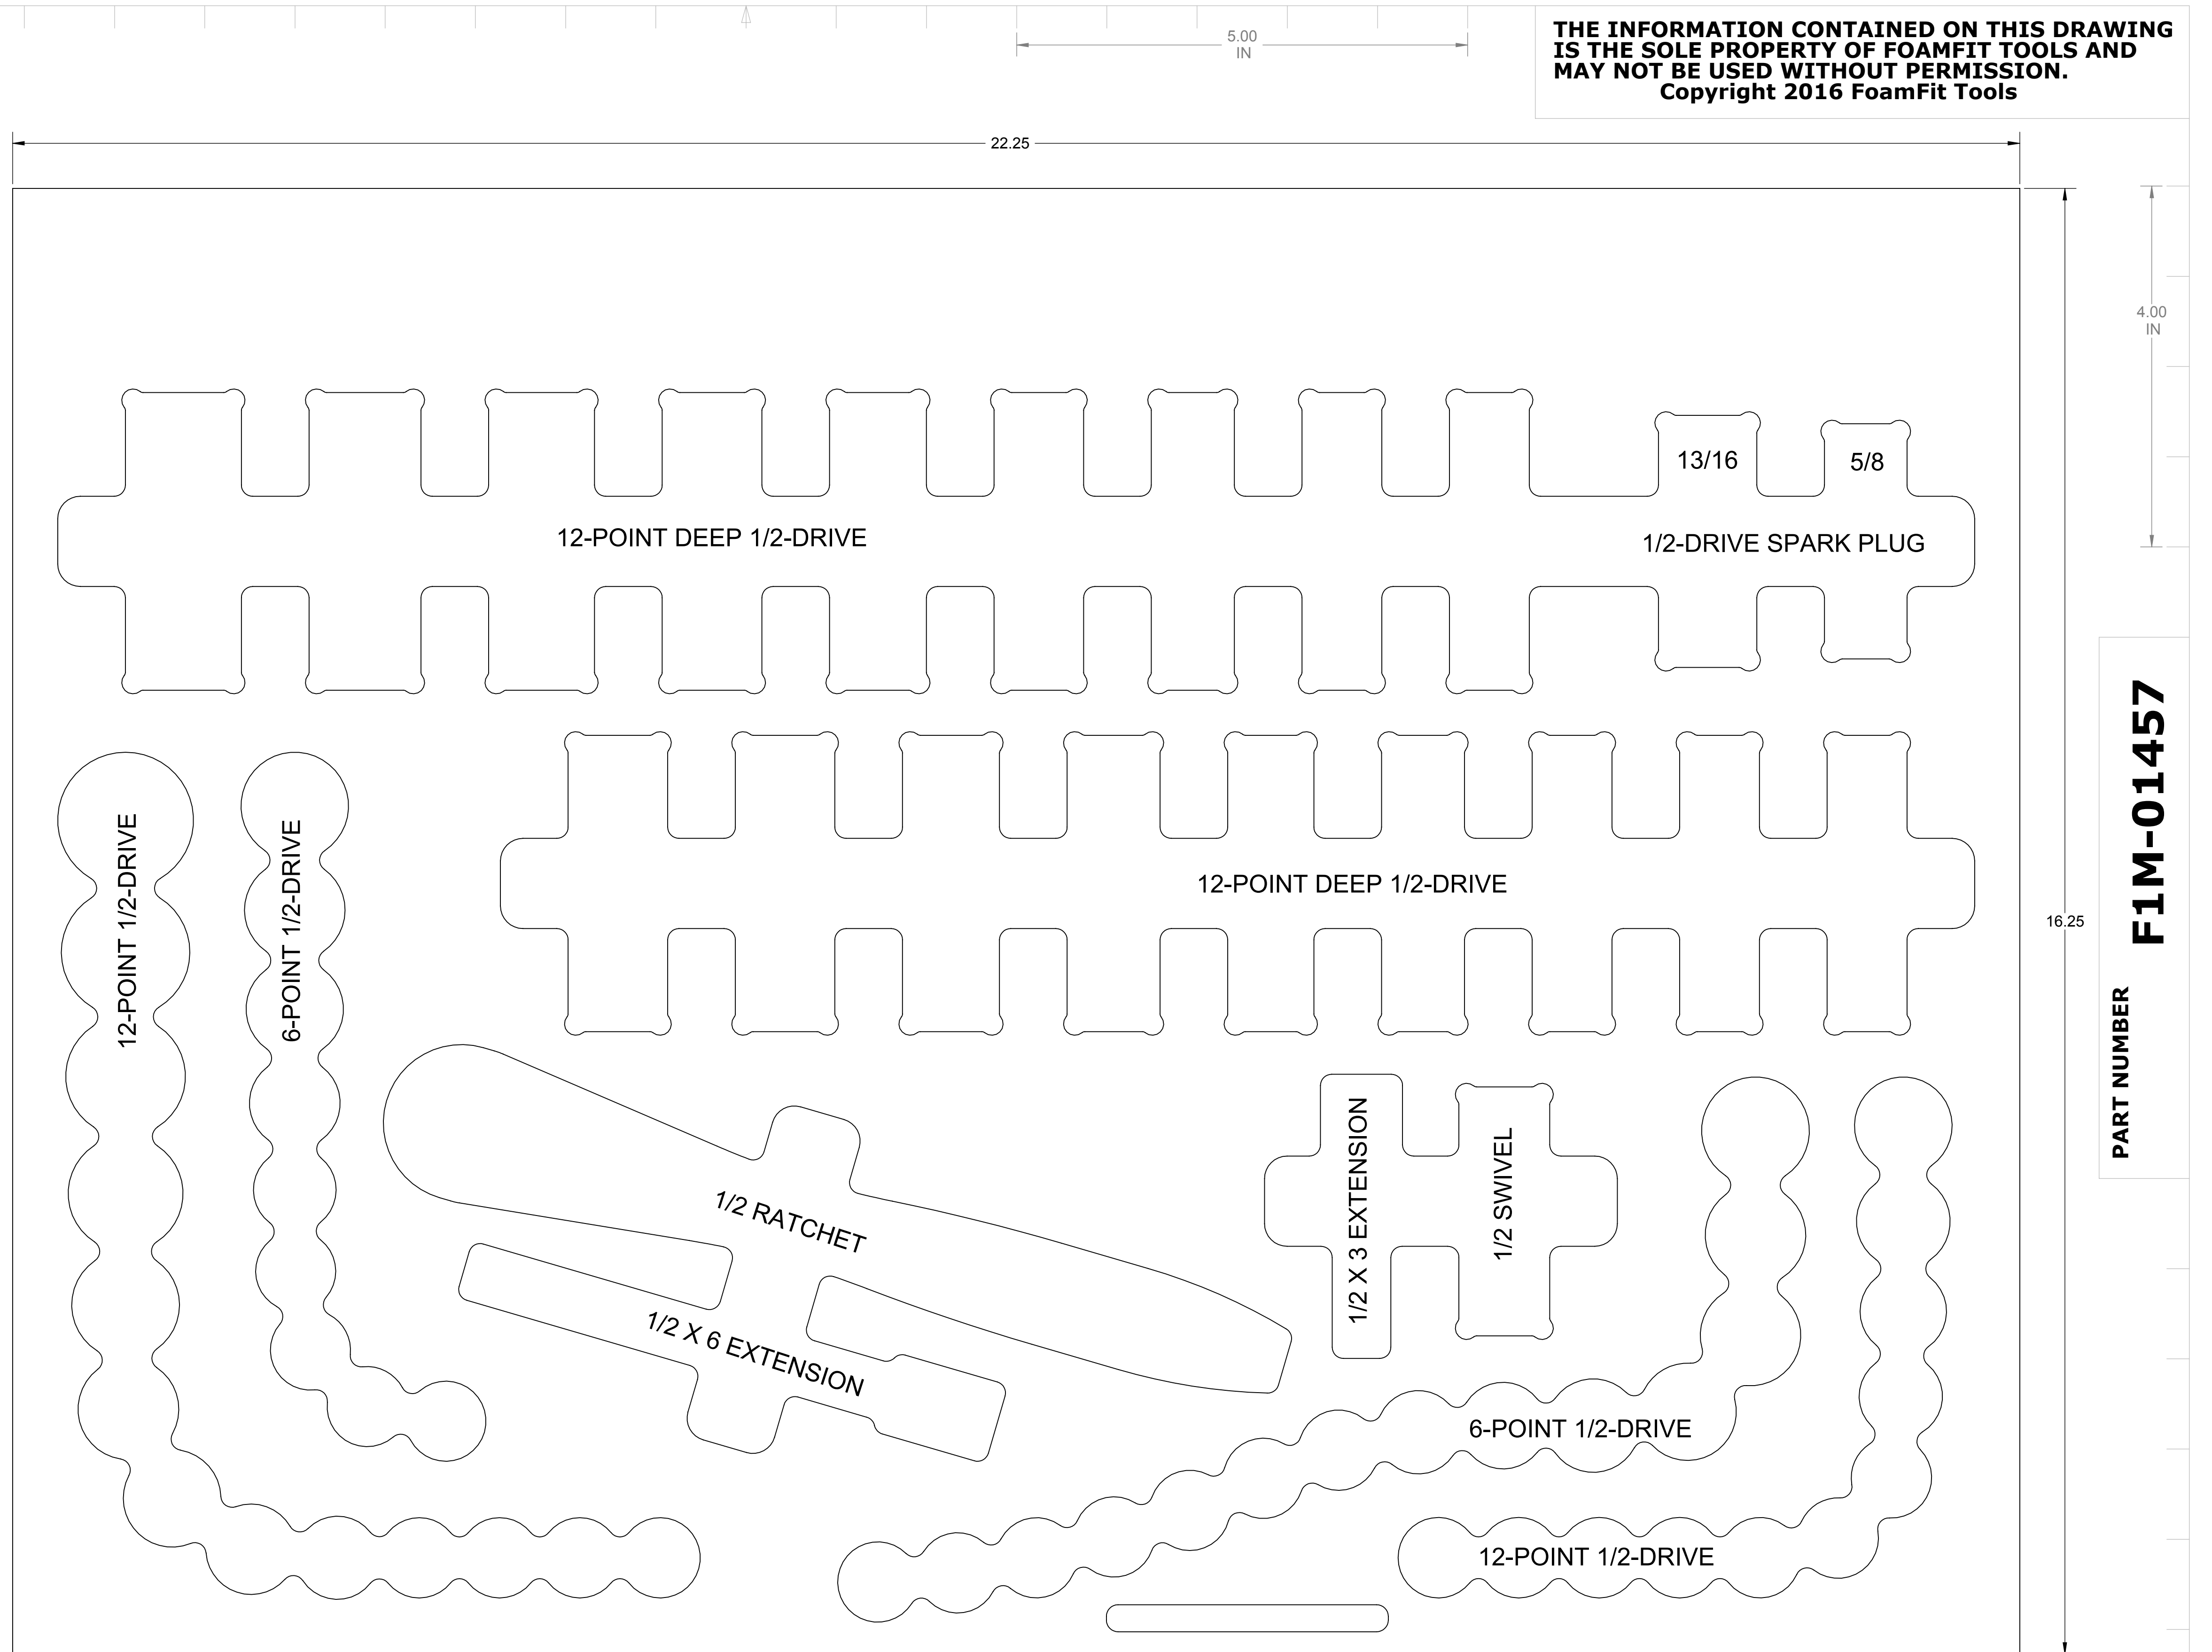 5.00
IN
THE INFORMATION CONTAINED ON THIS DRAWING
IS THE SOLE PROPERTY OF FOAMFIT TOOLS AND
MAY NOT BE USED WITHOUT PERMISSION.
Copyright 2016 FoamFit Tools
22.25
4.00
IN
13/16
5/8
12-POINT DEEP 1/2-DRIVE
1/2-DRIVE SPARK PLUG
12-POINT 1/2-DRIVE
6-POINT 1/2-DRIVE
12-POINT DEEP 1/2-DRIVE
16.25
PART NUMBER
F1M-01457
1/2 RATCHET
1/2 X 3 EXTENSION
1/2 SWIVEL
1/2 X 6 EXTENSION
6-POINT 1/2-DRIVE
12-POINT 1/2-DRIVE